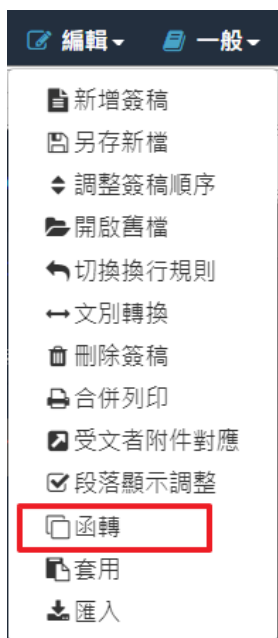 編輯 一般
新增簽稿
另存新檔
調整簽稿順序
開啟舊檔
切換換行規則
文別轉換
刪除簽稿
合併列印
受文者附件對應
段落顯示調整
函轉
套用
匯入